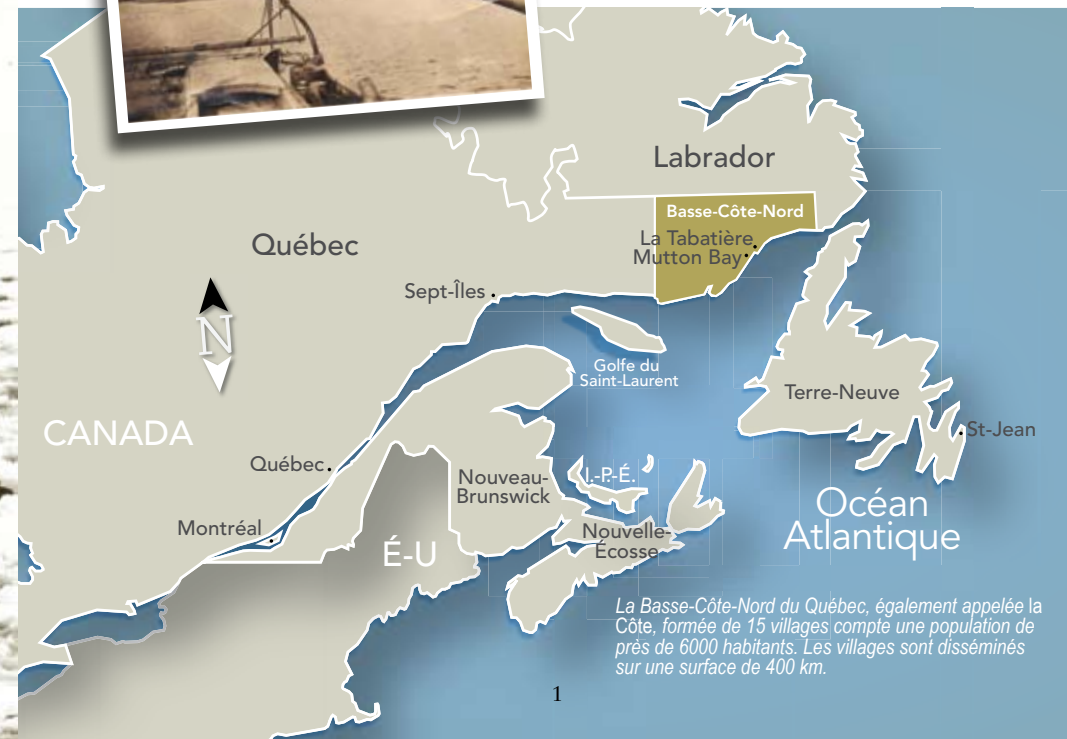 Labrador
Basse-Côte-Nord
La Tabatière
Mutton Bay
Québec
Sept-Îles
N
Golfe du
Saint-Laurent
Terre-Neuve
CANADA
St-Jean
Québec
Nouveau-
Brunswick
I.-P.-É.
Océan
Atlantique
Montréal
Nouvelle-
Écosse
É-U
La Basse-Côte-Nord du Québec, également appelée la
Côte, formée de 15 villages compte une population de
près de 6000 habitants. Les villages sont disséminés
sur une surface de 400 km.
1